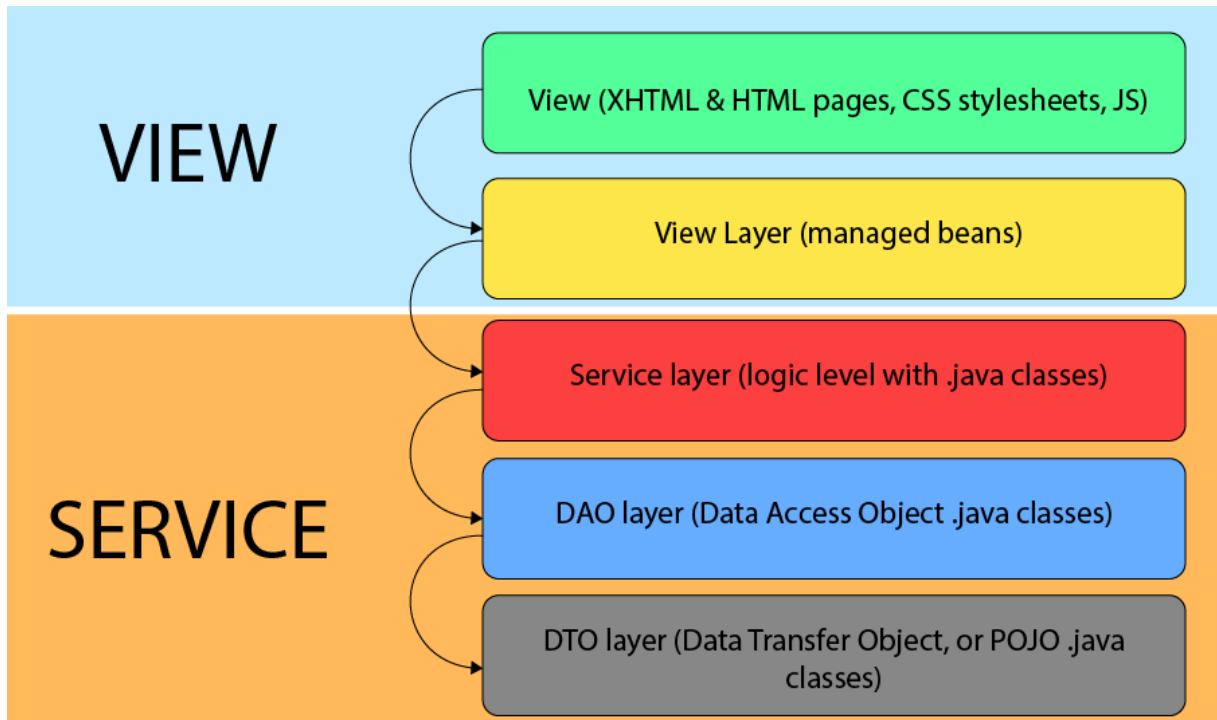 VIEW
View (XHTML & HTML pages, CSS stylesheets, JS)
View Layer (managed beans)
SERVICE
Service layer (logic level with .java classes)
DAO layer (Data Access Object .java classes)
DTO layer (Data Transfer Object, or POJO .java
classes)